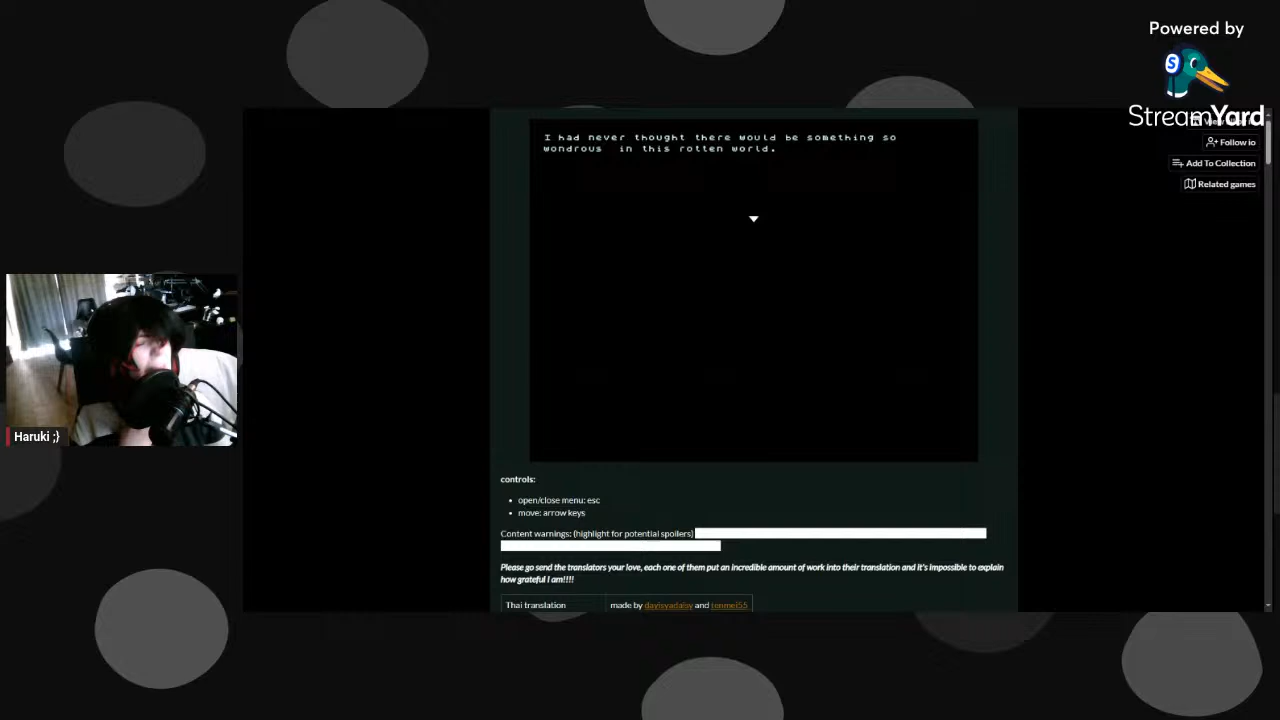 Powered by
StreamYard
I had never thought there would be something so
wondrous in this rotten world.
Follow io
Add To Collection
Related games
Haruki ;}
controls:
open/close menu: esc
move: arrow keys
Content warnings: (highlight for potential spoilers)
Please go send the translators your love, each one of them put an incredible amount of work into their translation and it's impossible to explain
how grateful I am!!!!
Thai translation made by dayisyadaisy and